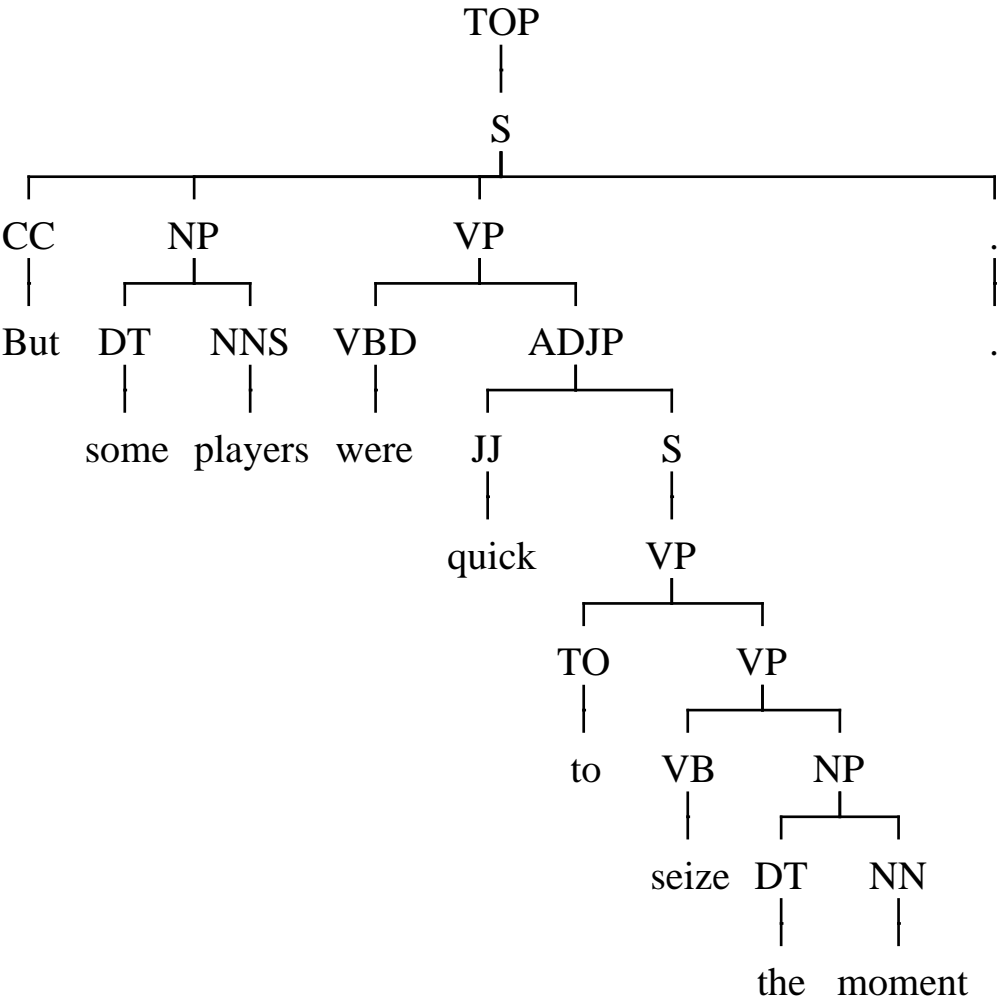 TOP
S
CC NP VP .
But DT NNS VBD ADJP .
some players were JJ S
quick VP
TO VP
to VB NP
seize DT NN
the moment